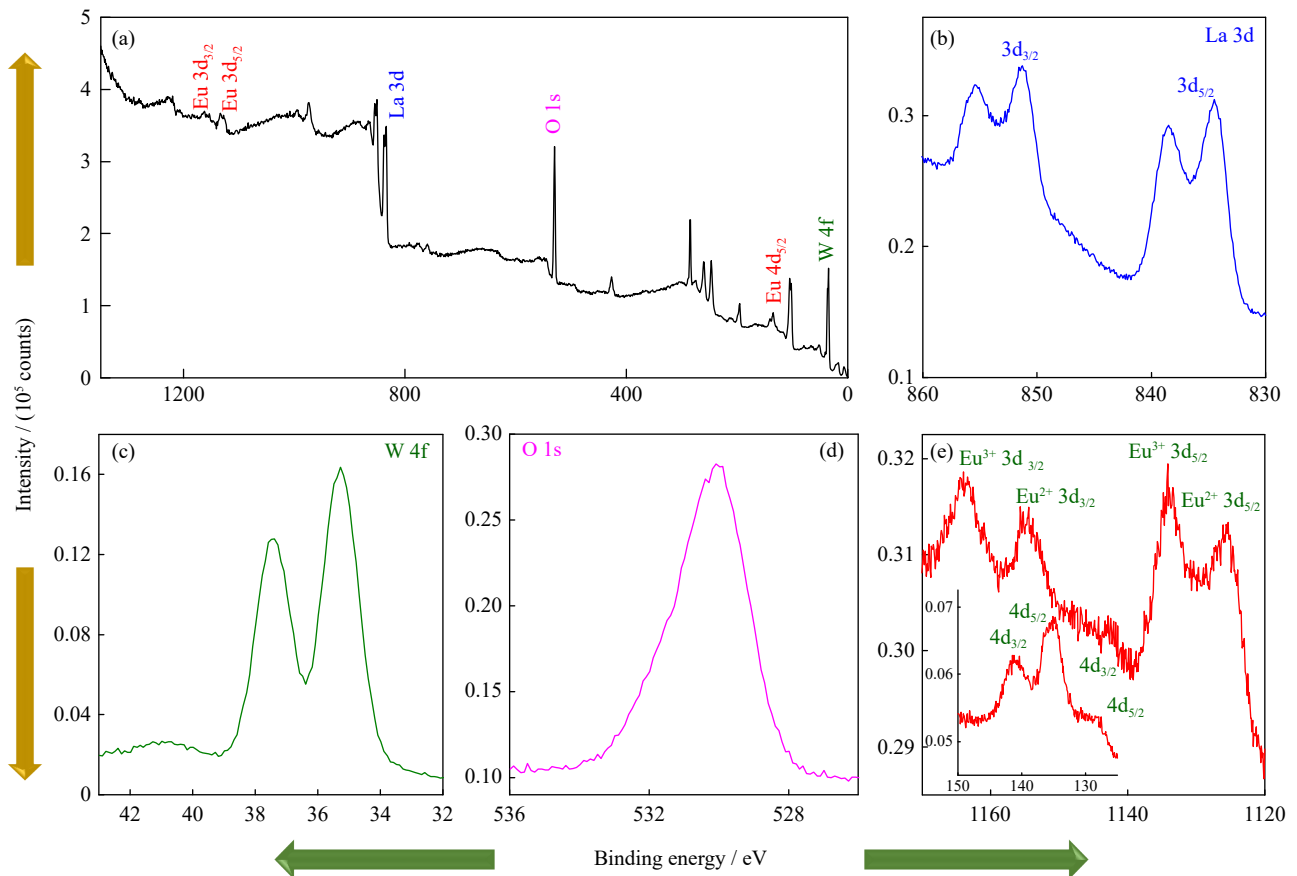 Intensity / (10⁵ counts)
(a)
5
4
3
2
1
0
Eu 3d₃/₂
Eu 3d₅/₂
La 3d
O 1s
Eu 4d₅/₂
W 4f
1200
800
400
0
(b)
La 3d
3d₃/₂
3d₅/₂
0.3
0.2
0.1
860
850
840
830
(c)
W 4f
0.16
0.12
0.08
0.04
0
42
40
38
36
34
32
O 1s
(d)
0.30
0.25
0.20
0.15
0.10
536
532
528
(e)
Eu³⁺ 3d ₃/₂
Eu²⁺ 3d₃/₂
Eu³⁺ 3d₅/₂
Eu²⁺ 3d₅/₂
0.32
0.31
0.30
0.29
0.07
0.06
0.05
4d₃/₂
4d₅/₂
4d₃/₂
4d₅/₂
150
140
130
1160
1140
1120
Binding energy / eV